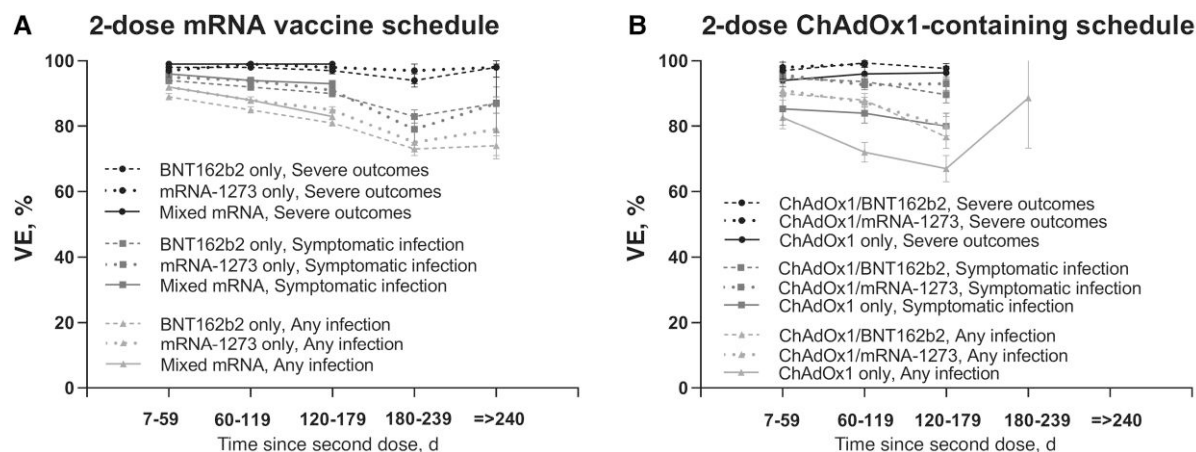 A 2-dose mRNA vaccine schedule
VE, %
100
80
60
40
20
0
BNT162b2 only, Severe outcomes
mRNA-1273 only, Severe outcomes
Mixed mRNA, Severe outcomes
BNT162b2 only, Symptomatic infection
mRNA-1273 only, Symptomatic infection
Mixed mRNA, Symptomatic infection
BNT162b2 only, Any infection
mRNA-1273 only, Any infection
Mixed mRNA, Any infection
7-59 60-119 120-179 180-239 =>240
Time since second dose, d
B 2-dose ChAdOx1-containing schedule
VE, %
100
80
60
40
20
0
ChAdOx1/BNT162b2, Severe outcomes
ChAdOx1/mRNA-1273, Severe outcomes
ChAdOx1 only, Severe outcomes
ChAdOx1/BNT162b2, Symptomatic infection
ChAdOx1/mRNA-1273, Symptomatic infection
ChAdOx1 only, Symptomatic infection
ChAdOx1/BNT162b2, Any infection
ChAdOx1/mRNA-1273, Any infection
ChAdOx1 only, Any infection
7-59 60-119 120-179 180-239 =>240
Time since second dose, d